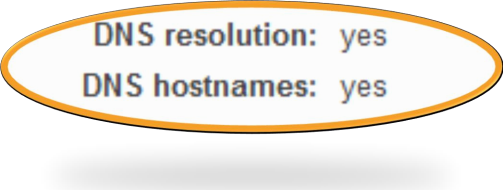 DNS resolution: yes
DNS hostnames: yes